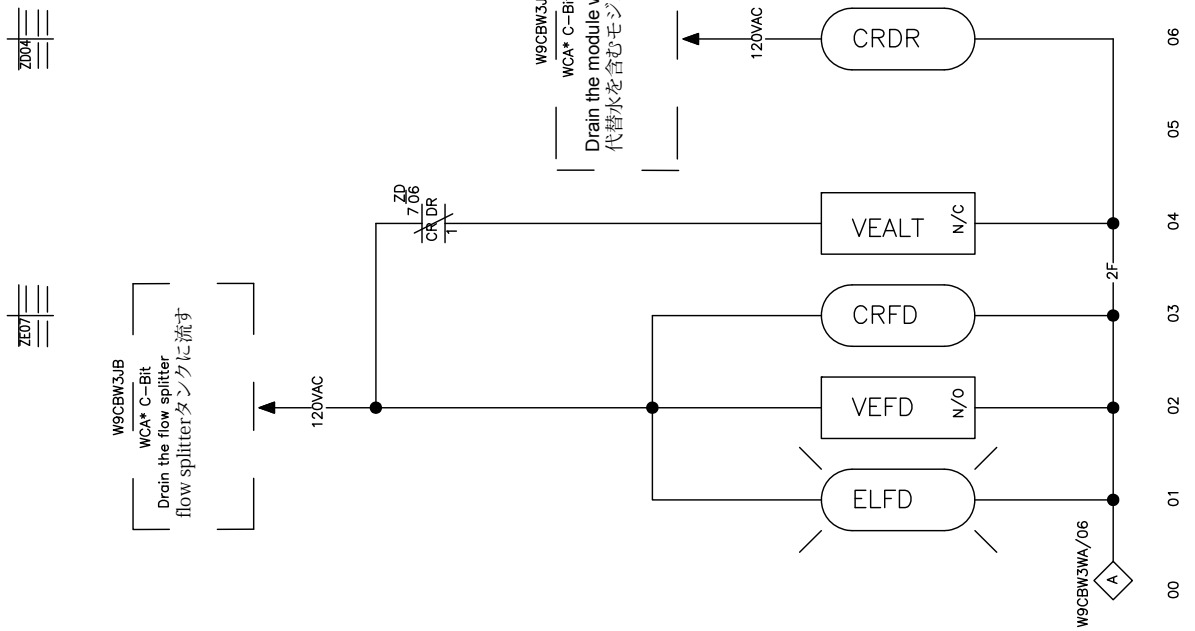 ZD04
ZE07
W9CBW3JB
WCA* C-Bit
Drain the flow splitter
flow splitterタンクに流す
120VAC
ZD
7 06
CR DR
1
W9CBW3J
WCA* C-Bit
Drain the module
代替水を含むモジ
120VAC
CRDR
VEALT
N/C
CRFD
VEFD
N/O
ELFD
2F
W9CBW3WA/06
A
00
01
02
03
04
05
06